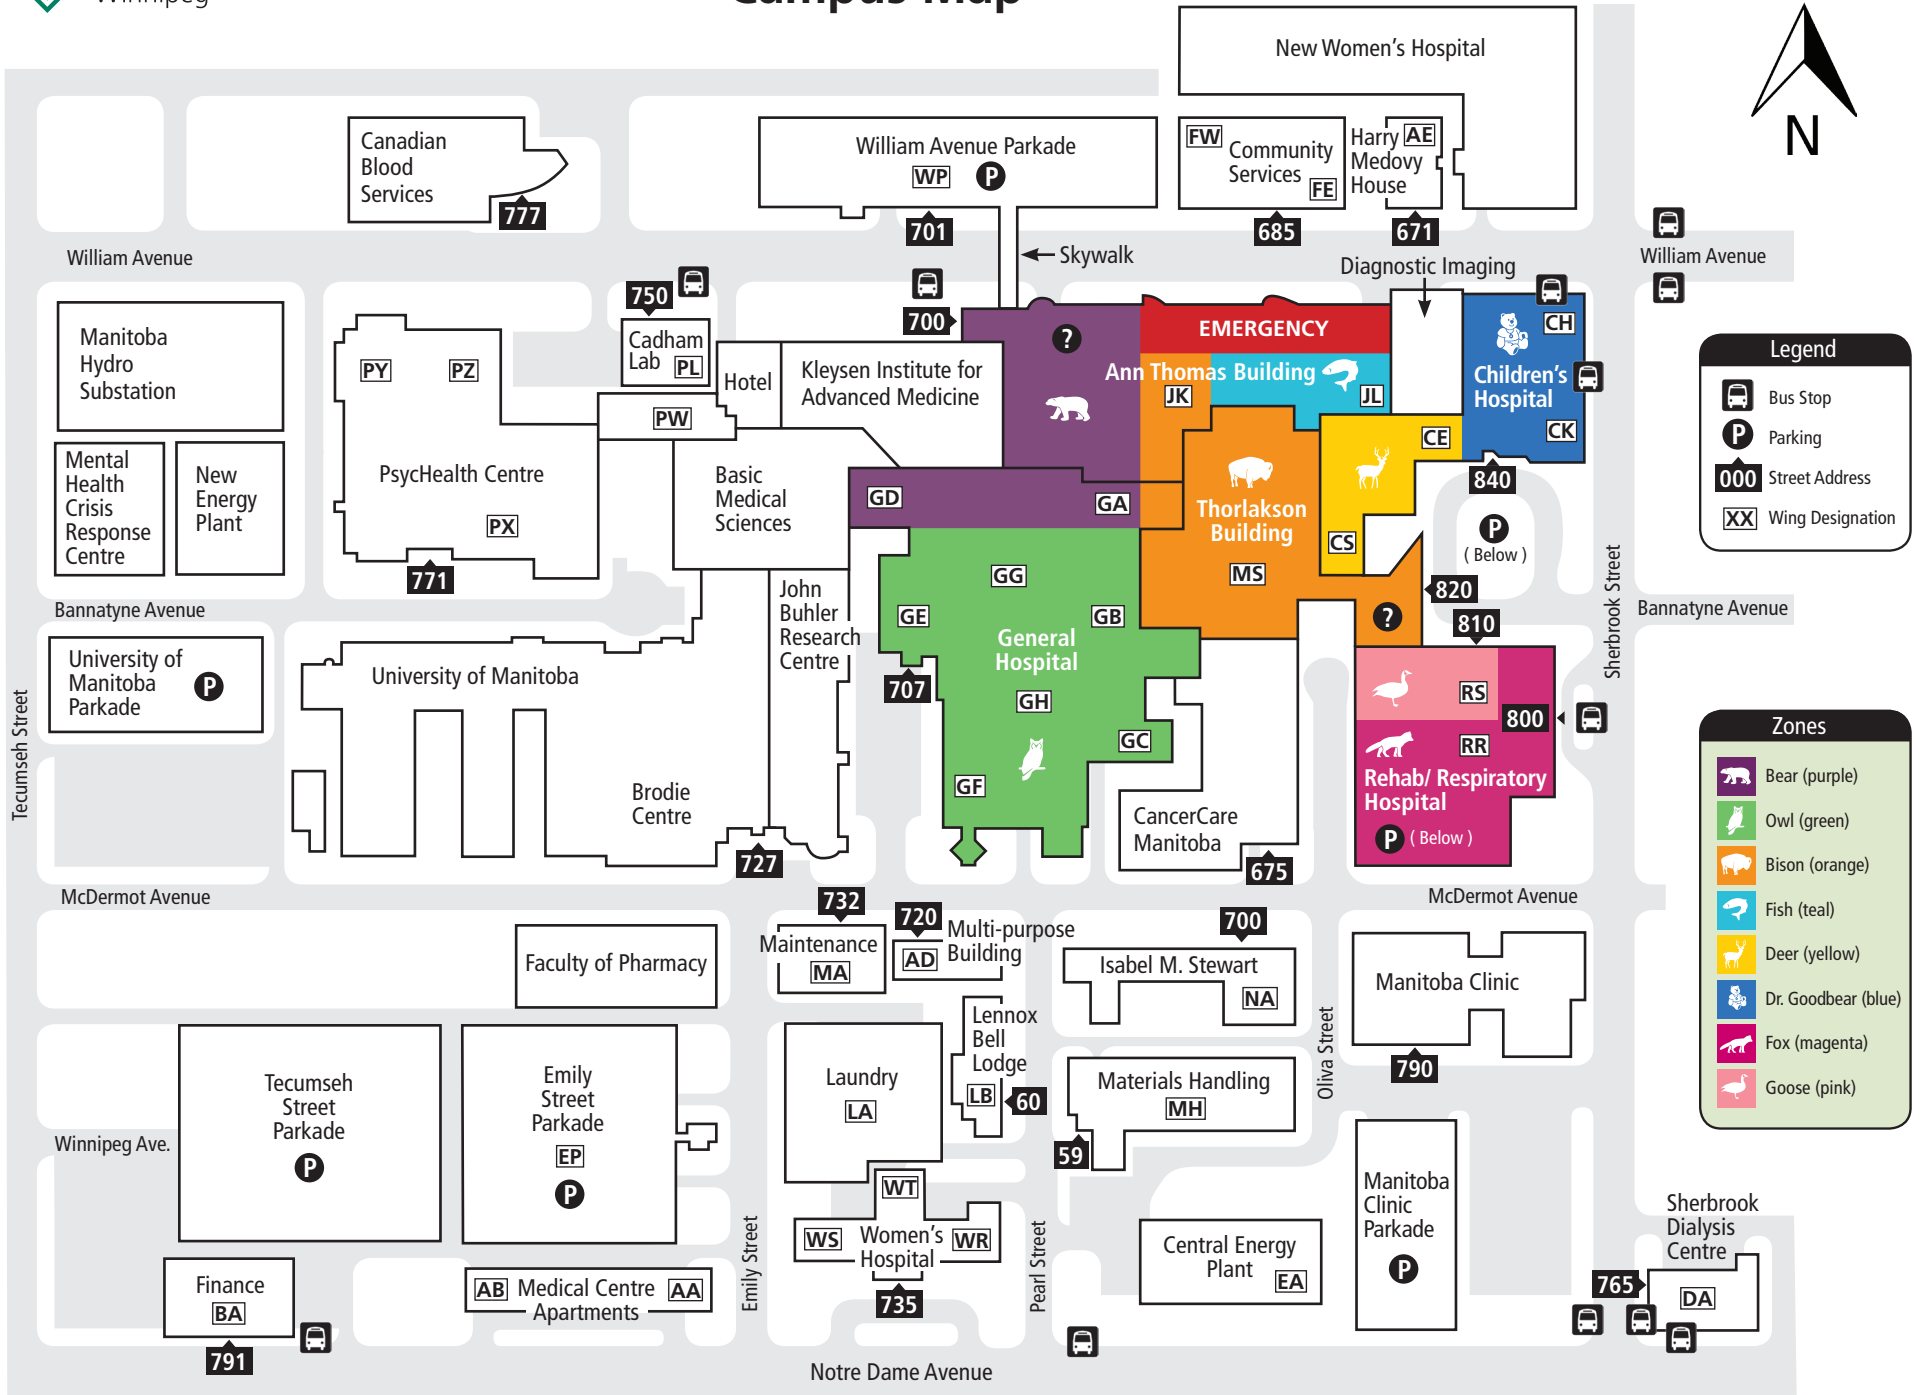 Winnipeg
Campus Map
New Women's Hospital
N
Canadian
Blood
Services
777
William Avenue Parkade
WP
P
701
FW
Community
Services
FE
685
Harry
AE
Medovy
House
671
William Avenue
Skywalk
Diagnostic Imaging
William Avenue
Manitoba
Hydro
Substation
PY
PZ
750
Cadham
Lab
PL
Hotel
700
Kleysen Institute for
Advanced Medicine
?
EMERGENCY
Ann Thomas Building
JK
JL
CH
Children's
Hospital
CK
CE
840
P
( Below )
Legend
Bus Stop
P
Parking
000
Street Address
XX
Wing Designation
PW
Mental
Health
Crisis
Response
Centre
New
Energy
Plant
PsycHealth Centre
PX
771
Basic
Medical
Sciences
GD
GA
Thorlakson
Building
MS
CS
GG
GE
GB
General
Hospital
GH
GC
GF
707
?
820
810
Sherbrook Street
Bannatyne Avenue
Bannatyne Avenue
University of
Manitoba
Parkade
P
University of Manitoba
John
Buhler
Research
Centre
Brodie
Centre
727
CancerCare
Manitoba
675
RS
800
RR
Rehab/ Respiratory
Hospital
P
( Below )
Tecumseh Street
Zones
Bear (purple)
Owl (green)
Bison (orange)
Fish (teal)
Deer (yellow)
Dr. Goodbear (blue)
Fox (magenta)
Goose (pink)
McDermot Avenue
McDermot Avenue
Faculty of Pharmacy
732
Maintenance
MA
720
Multi-purpose
Building
AD
700
Isabel M. Stewart
NA
Manitoba Clinic
790
Oliva Street
Tecumseh
Street
Parkade
P
Emily
Street
Parkade
EP
P
Laundry
LA
Lennox
Bell
Lodge
LB
60
Materials Handling
MH
59
Winnipeg Ave.
Manitoba
Clinic
Parkade
P
Emily Street
WT
WS
Women's
Hospital
WR
735
Pearl Street
Central Energy
Plant
EA
Sherbrook
Dialysis
Centre
765
DA
Finance
BA
791
AB
Medical Centre
Apartments
AA
Notre Dame Avenue